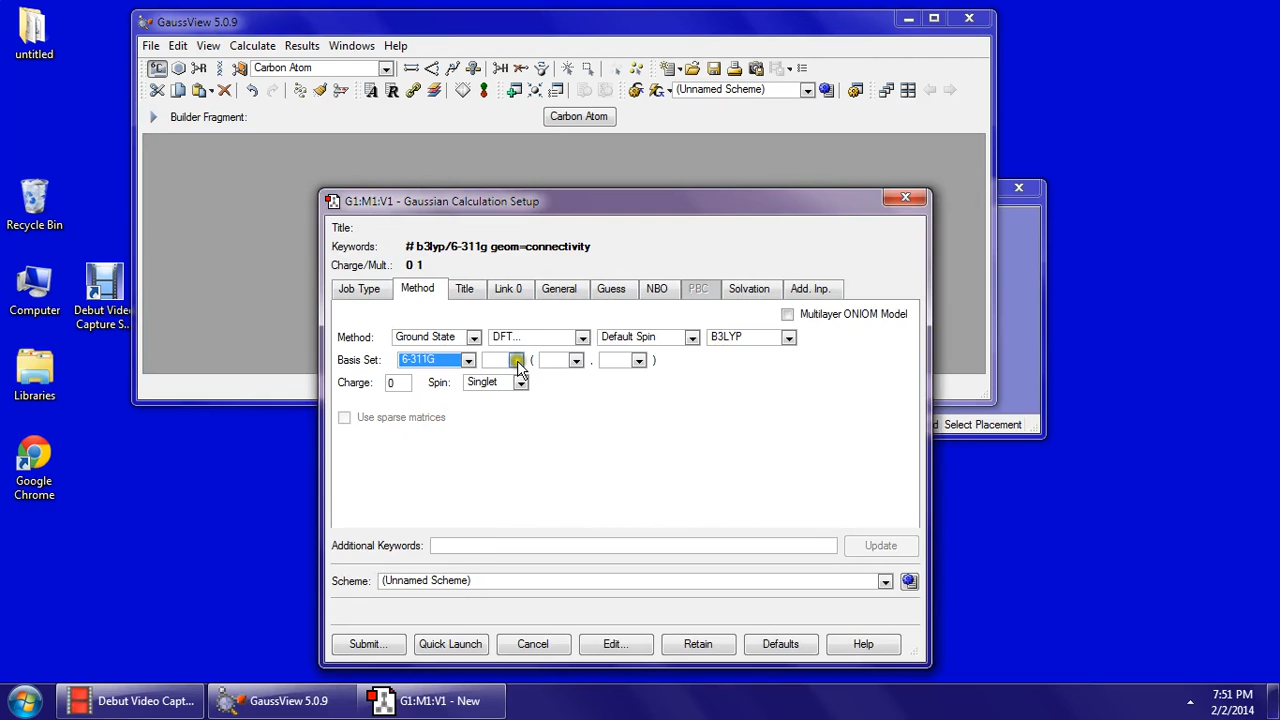 untitled
GaussView 5.0.9
File Edit View Calculate Results Windows Help
Carbon Atom
(Unnamed Scheme)
Builder Fragment: Carbon Atom
Recycle Bin
G1:M1:V1 - Gaussian Calculation Setup
Title:
Keywords: # b3lyp/6-311g geom=connectivity
Charge/Mult.: 0 1
Job Type Method Title Link 0 General Guess NBO PBC Solvation Add. Inp.
Multilayer ONIOM Model
Method: Ground State DFT... Default Spin B3LYP
Basis Set: 6-311G ( , )
Charge: 0 Spin: Singlet
Use sparse matrices
Computer
Debut Video
Capture S...
Libraries
d Select Placement
Google
Chrome
Additional Keywords: Update
Scheme: (Unnamed Scheme)
Submit... Quick Launch Cancel Edit... Retain Defaults Help
Debut Video Capt... GaussView 5.0.9 G1:M1:V1 - New
7:51 PM
2/2/2014